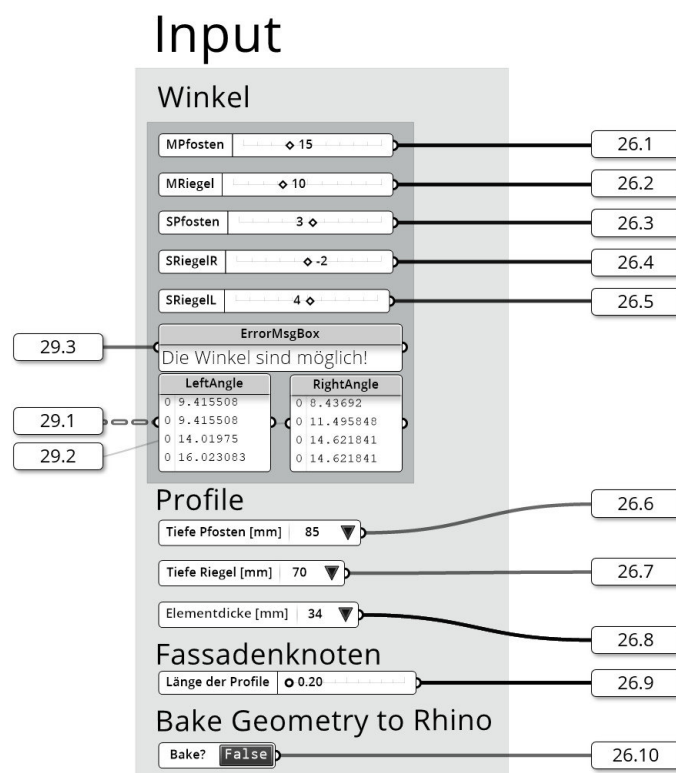 Input
Winkel
MPfosten 15 26.1
MRiegel 10 26.2
SPfosten 3 26.3
SRiegelR -2 26.4
SRiegelL 4 26.5
ErrorMsgBox
29.3 Die Winkel sind möglich!
LeftAngle RightAngle
0 9.415508 0 8.43692
29.1 0 9.415508 0 11.495848
0 14.01975 0 14.621841
29.2 0 16.023083 0 14.621841
Profile
Tiefe Pfosten [mm] 85 26.6
Tiefe Riegel [mm] 70 26.7
Elementdicke [mm] 34 26.8
Fassadenknoten
Länge der Profile 0.20 26.9
Bake Geometry to Rhino
Bake? False 26.10